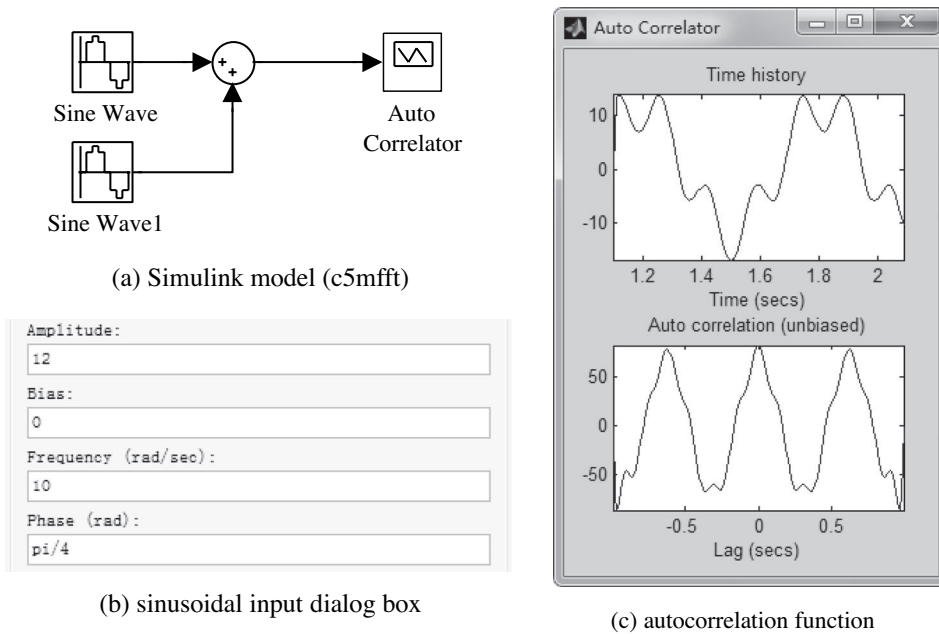 Sine Wave
Sine Wave1
+
+
Auto
Correlator
(a) Simulink model (c5mfft)
Amplitude:
12
Bias:
0
Frequency (rad/sec):
10
Phase (rad):
pi/4
(b) sinusoidal input dialog box
Auto Correlator
Time history
10
0
-10
1.2 1.4 1.6 1.8 2
Time (secs)
Auto correlation (unbiased)
50
0
-50
-0.5 0 0.5
Lag (secs)
(c) autocorrelation function